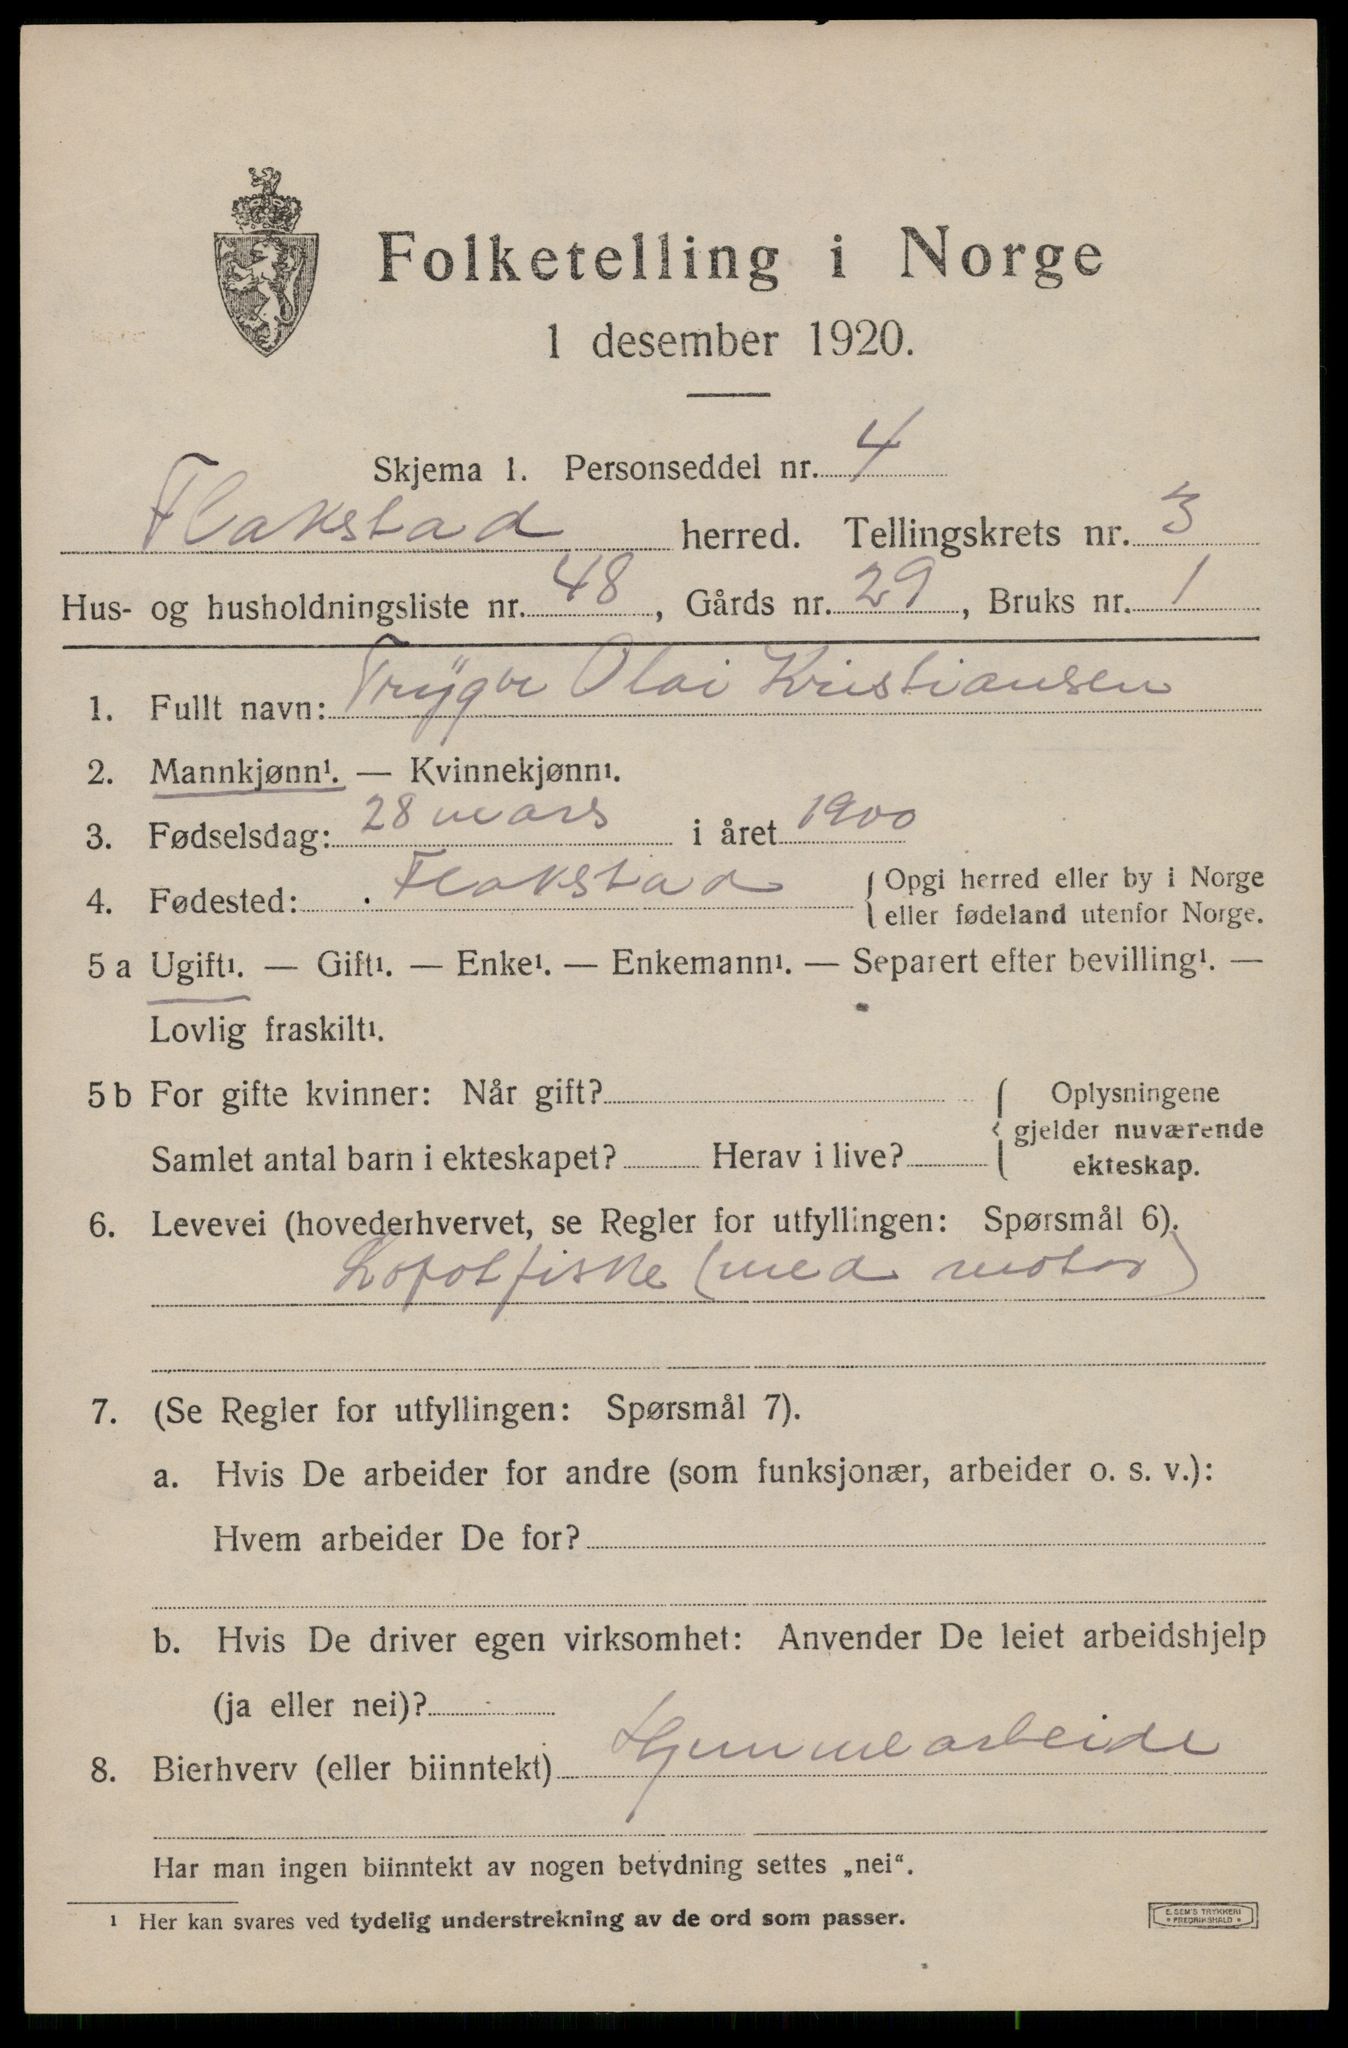 Folketelling i Norge
1 desember 1920.
Skjema 1. Personseddel nr. 4
Flakstad herred. Tellingskrets nr. 3
Hus- og husholdningsliste nr. 48, Gårds nr. 29, Bruks nr. 1
1. Fullt navn: Trygve Olai Kristiansen
2. Mannkjønn¹. — Kvinnekjønn¹.
3. Fødselsdag: 28 mars i året 1900
4. Fødested: Flakstad {Opgi herred eller by i Norge
eller fødeland utenfor Norge.
5 a Ugift¹. — Gift¹. — Enke¹. — Enkemann¹. — Separert efter bevilling¹. —
Lovlig fraskilt¹.
5 b For gifte kvinner: Når gift? { Oplysningene
gjelder nuværende
Samlet antal barn i ekteskapet? Herav i live? ekteskap.
6. Levevei (hovederhvervet, se Regler for utfyllingen: Spørsmål 6).
Lofotfiske (med motor)
7. (Se Regler for utfyllingen: Spørsmål 7).
a. Hvis De arbeider for andre (som funksjonær, arbeider o. s. v.):
Hvem arbeider De for?
b. Hvis De driver egen virksomhet: Anvender De leiet arbeidshjelp
(ja eller nei)?
8. Bierhverv (eller biinntekt) Hjemmearbeide
Har man ingen biinntekt av nogen betydning settes „nei“.
¹ Her kan svares ved tydelig understrekning av de ord som passer.
E. SEM'S TRYKKERI
• FREDRIKSHALD •